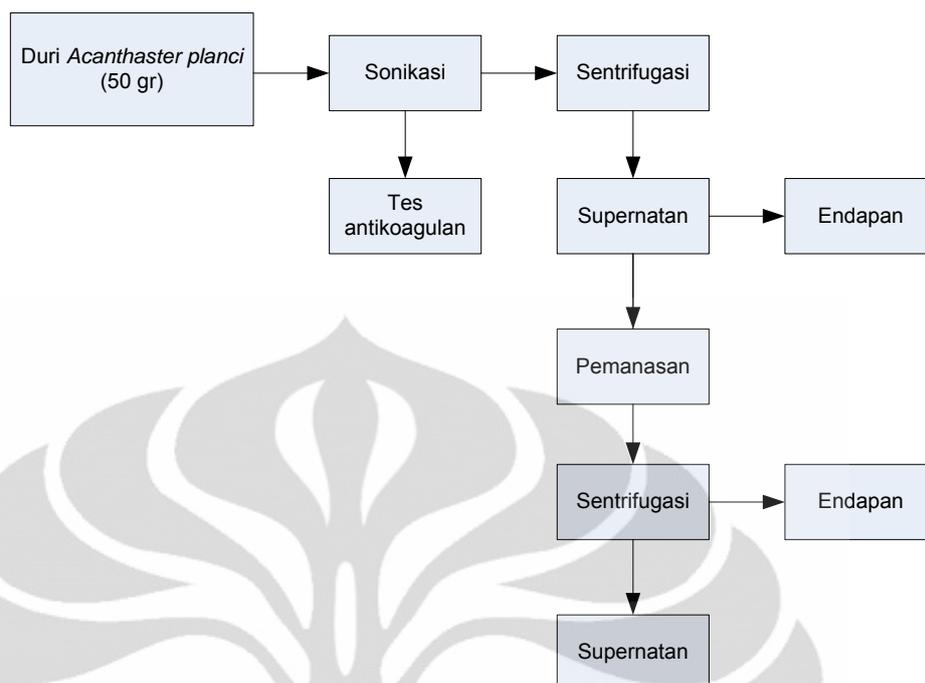 Duri Acanthaster planci
(50 gr)
Sonikasi
Sentrifugasi
Tes
antikoagulan
Supernatan
Endapan
Pemanasan
Sentrifugasi
Endapan
Supernatan